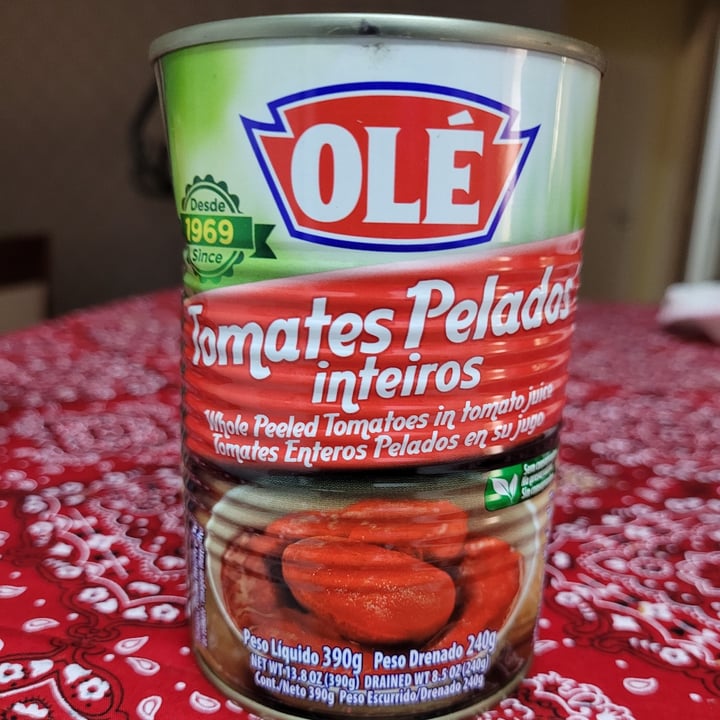 OLÉ
Desde
1969
Since
Tomates Pelados
inteiros
Whole Peeled Tomatoes in tomato juice
Tomates Enteros Pelados en su jugo
Peso Líquido 390g Peso Drenado 240g
NET WT 13.8 OZ (390g) DRAINED WT 8.5 OZ (240g)
Cont./Neto 390g Peso Escurrido/Drenado 240g